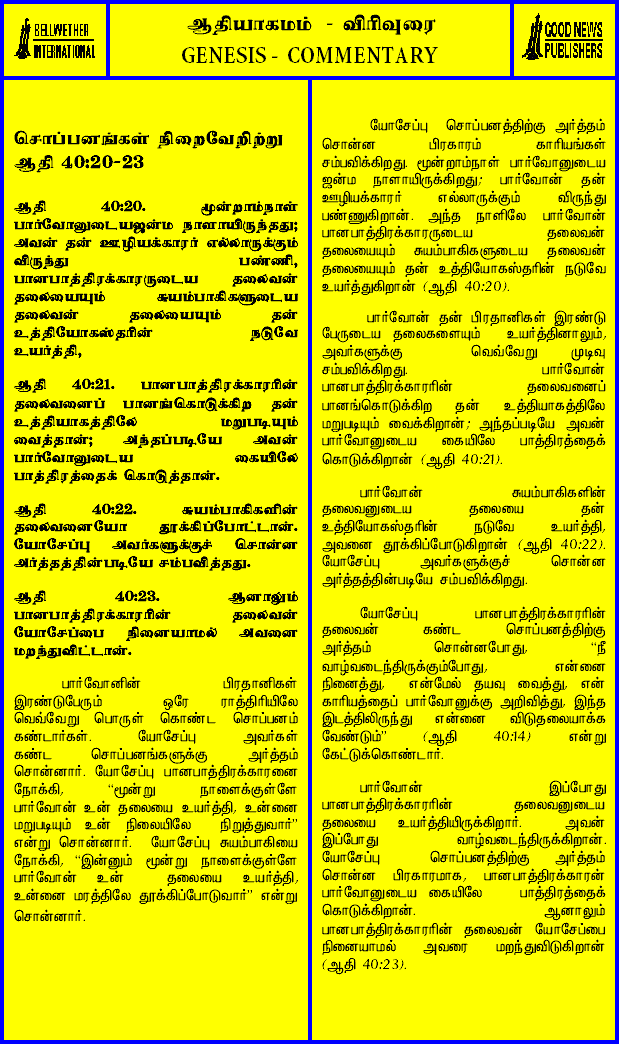 BELLWETHER
INTERNATIONAL
ஆதியாகமம் - விரிவுரை
GENESIS - COMMENTARY
GOOD NEWS
PUBLISHERS
சொப்பனங்கள் நிறைவேறிற்று
ஆதி 40:20-23
ஆதி 40:20. மூன்றாம்நாள்
பார்வோனுடையஜன்ம நாளாயிருந்தது;
அவன் தன் ஊழியக்காரர் எல்லாருக்கும்
விருந்து பண்ணி,
பானபாத்திரக்காரருடைய தலைவன்
தலையையும் சுயம்பாகிகளுடைய
தலைவன் தலையையும் தன்
உத்தியோகஸ்தரின் நடுவே
உயர்த்தி,
ஆதி 40:21. பானபாத்திரக்காரரின்
தலைவனைப் பானங்கொடுக்கிற தன்
உத்தியாகத்திலே மறுபடியும்
வைத்தான்; அந்தப்படியே அவன்
பார்வோனுடைய கையிலே
பாத்திரத்தைக் கொடுத்தான்.
ஆதி 40:22. சுயம்பாகிகளின்
தலைவனையோ தூக்கிப்போட்டான்.
யோசேப்பு அவர்களுக்குச் சொன்ன
அர்த்தத்தின்படியே சம்பவித்தது.
ஆதி 40:23. ஆனாலும்
பானபாத்திரக்காரரின் தலைவன்
யோசேப்பை நினையாமல் அவனை
மறந்துவிட்டான்.
பார்வோனின் பிரதானிகள்
இரண்டுபேரும் ஒரே ராத்திரியிலே
வெவ்வேறு பொருள் கொண்ட சொப்பனம்
கண்டார்கள். யோசேப்பு அவர்கள்
கண்ட சொப்பனங்களுக்கு அர்த்தம்
சொன்னார். யோசேப்பு பானபாத்திரக்காரனை
நோக்கி, “மூன்று நாளைக்குள்ளே
பார்வோன் உன் தலையை உயர்த்தி, உன்னை
மறுபடியும் உன் நிலையிலே நிறுத்துவார்”
என்று சொன்னார். யோசேப்பு சுயம்பாகியை
நோக்கி, “இன்னும் மூன்று நாளைக்குள்ளே
பார்வோன் உன் தலையை உயர்த்தி,
உன்னை மரத்திலே தூக்கிப்போடுவார்” என்று
சொன்னார்.
யோசேப்பு சொப்பனத்திற்கு அர்த்தம்
சொன்ன பிரகாரம் காரியங்கள்
சம்பவிக்கிறது. மூன்றாம்நாள் பார்வோனுடைய
ஜன்ம நாளாயிருக்கிறது; பார்வோன் தன்
ஊழியக்காரர் எல்லாருக்கும் விருந்து
பண்ணுகிறான். அந்த நாளிலே பார்வோன்
பானபாத்திரக்காரருடைய தலைவன்
தலையையும் சுயம்பாகிகளுடைய தலைவன்
தலையையும் தன் உத்தியோகஸ்தரின் நடுவே
உயர்த்துகிறான் (ஆதி 40:20).
பார்வோன் தன் பிரதானிகள் இரண்டு
பேருடைய தலைகளையும் உயர்த்தினாலும்,
அவர்களுக்கு வெவ்வேறு முடிவு
சம்பவிக்கிறது. பார்வோன்
பானபாத்திரக்காரரின் தலைவனைப்
பானங்கொடுக்கிற தன் உத்தியாகத்திலே
மறுபடியும் வைக்கிறான்; அந்தப்படியே அவன்
பார்வோனுடைய கையிலே பாத்திரத்தைக்
கொடுக்கிறான் (ஆதி 40:21).
பார்வோன் சுயம்பாகிகளின்
தலைவனுடைய தலையை தன்
உத்தியோகஸ்தரின் நடுவே உயர்த்தி,
அவனை தூக்கிப்போடுகிறான் (ஆதி 40:22).
யோசேப்பு அவர்களுக்குச் சொன்ன
அர்த்தத்தின்படியே சம்பவிக்கிறது.
யோசேப்பு பானபாத்திரக்காரரின்
தலைவன் கண்ட சொப்பனத்திற்கு
அர்த்தம் சொன்னபோது, “நீ
வாழ்வடைந்திருக்கும்போது, என்னை
நினைத்து, என்மேல் தயவு வைத்து, என்
காரியத்தைப் பார்வோனுக்கு அறிவித்து, இந்த
இடத்திலிருந்து என்னை விடுதலையாக்க
வேண்டும்” (ஆதி 40:14) என்று
கேட்டுக்கொண்டார்.
பார்வோன் இப்போது
பானபாத்திரக்காரரின் தலைவனுடைய
தலையை உயர்த்தியிருக்கிறார். அவன்
இப்போது வாழ்வடைந்திருக்கிறான்.
யோசேப்பு சொப்பனத்திற்கு அர்த்தம்
சொன்ன பிரகாரமாக, பானபாத்திரக்காரன்
பார்வோனுடைய கையிலே பாத்திரத்தைக்
கொடுக்கிறான். ஆனாலும்
பானபாத்திரக்காரரின் தலைவன் யோசேப்பை
நினையாமல் அவரை மறந்துவிடுகிறான்
(ஆதி 40:23).